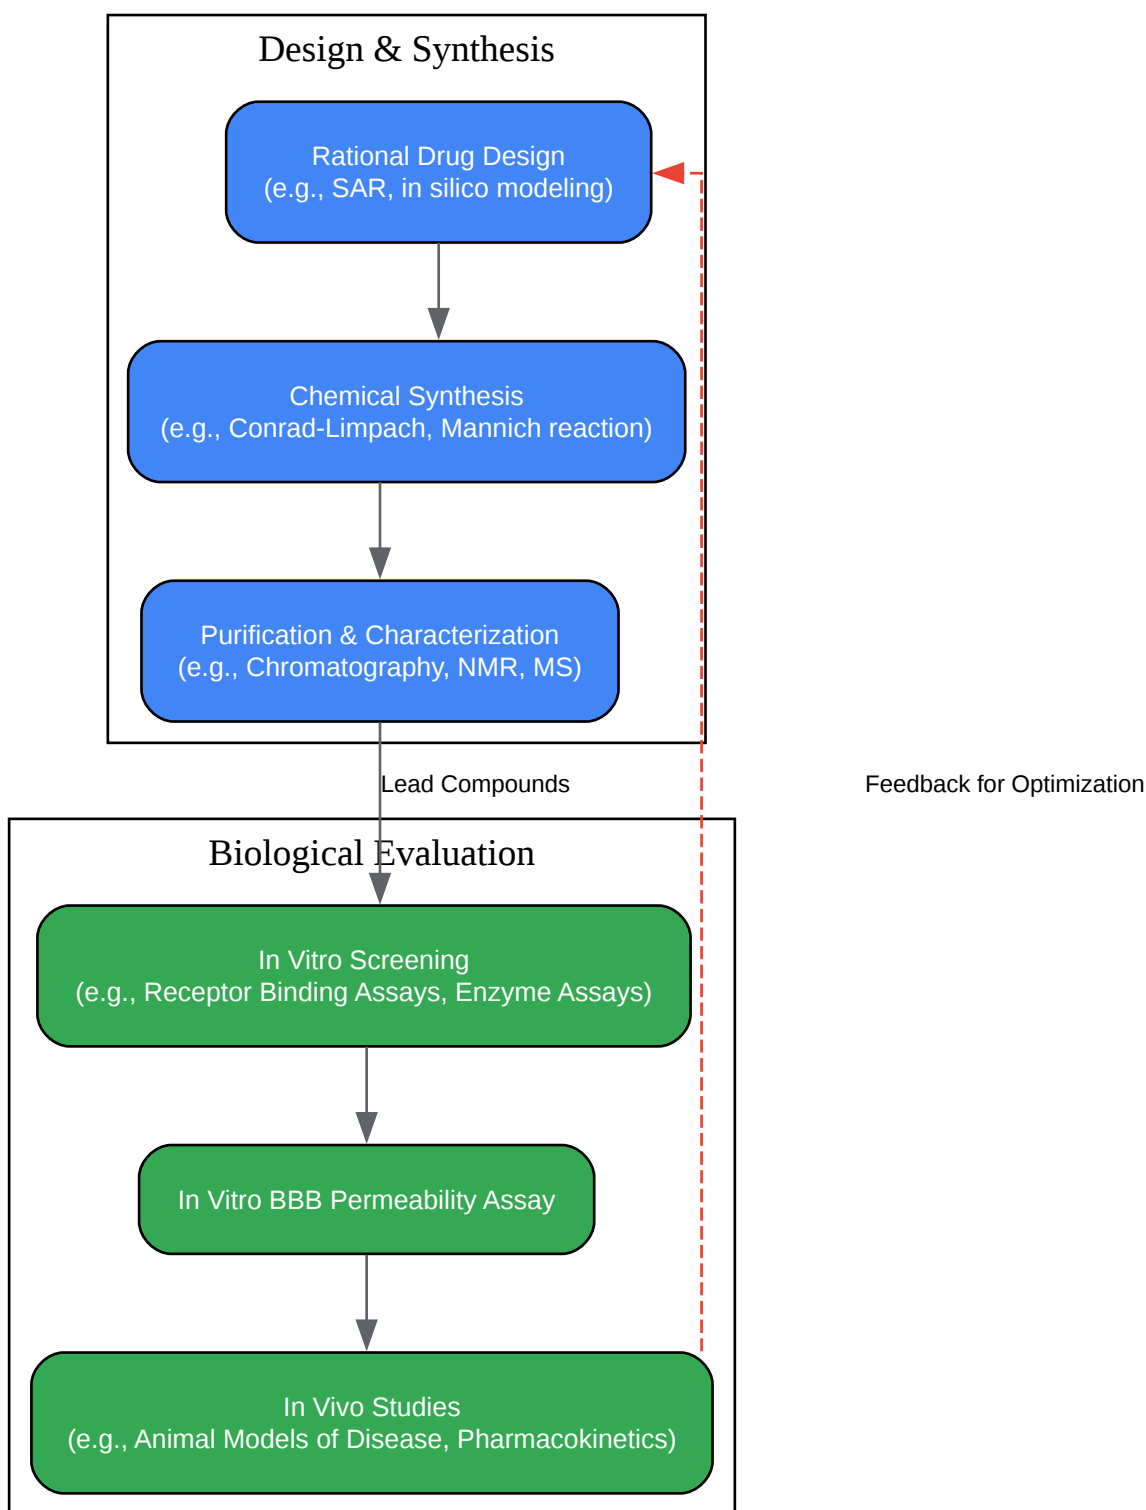 Design & Synthesis
Rational Drug Design
(e.g., SAR, in silico modeling)
Chemical Synthesis
(e.g., Conrad-Limpach, Mannich reaction)
Purification & Characterization
(e.g., Chromatography, NMR, MS)
Lead Compounds
Feedback for Optimization
Biological Evaluation
In Vitro Screening
(e.g., Receptor Binding Assays, Enzyme Assays)
In Vitro BBB Permeability Assay
In Vivo Studies
(e.g., Animal Models of Disease, Pharmacokinetics)